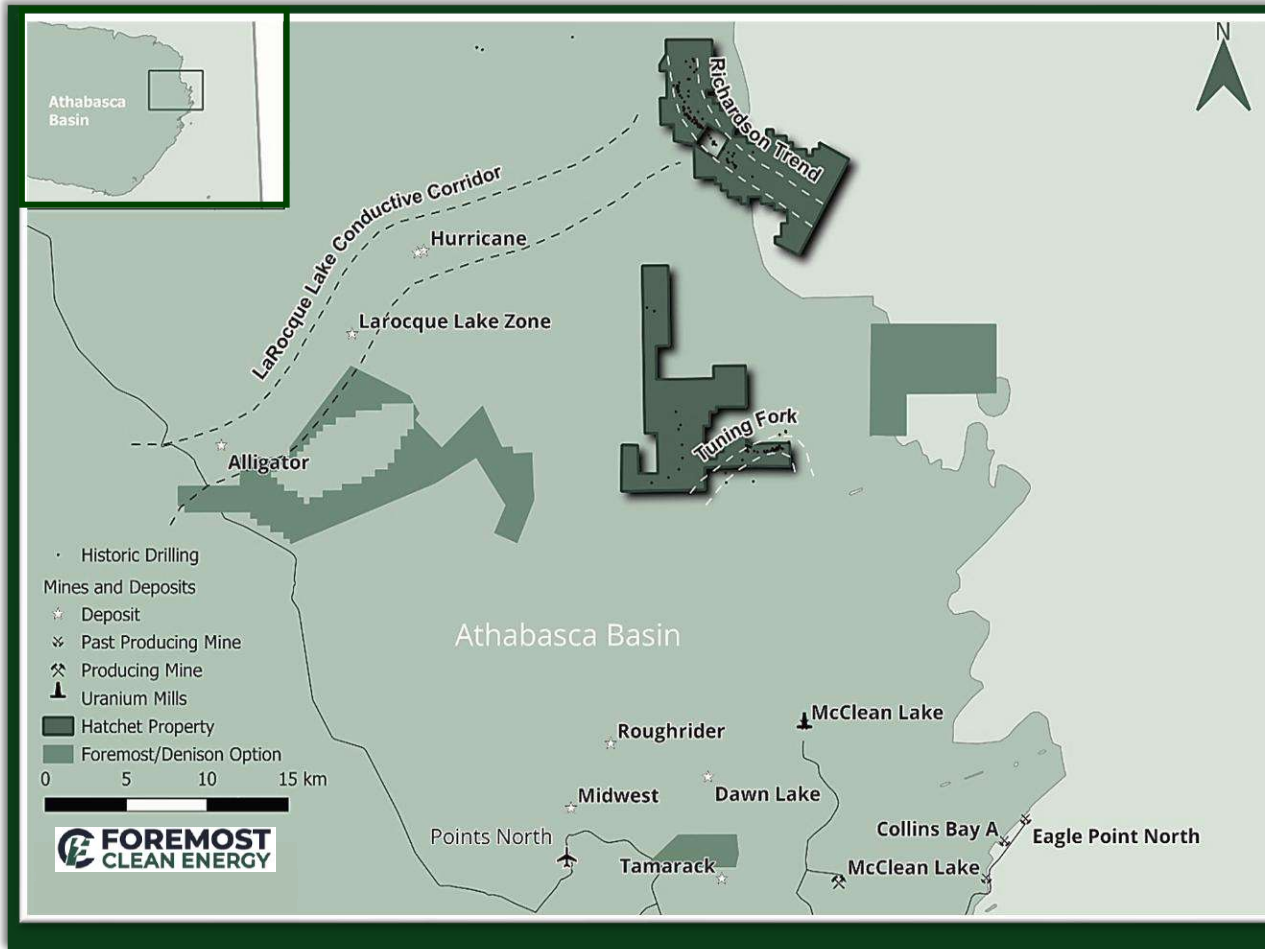 Athabasca
Basin
N
Richardson Trend
LaRocque Lake Conductive Corridor
Hurricane
Larocque Lake Zone
Alligator
Tuning Fork
Historic Drilling
Mines and Deposits
Deposit
Past Producing Mine
Producing Mine
Uranium Mills
Hatchet Property
Foremost/Denison Option
0 5 10 15 km
FOREMOST
CLEAN ENERGY
Athabasca Basin
Roughrider
McClean Lake
Midwest
Dawn Lake
Points North
Collins Bay A
Eagle Point North
Tamarack
McClean Lake